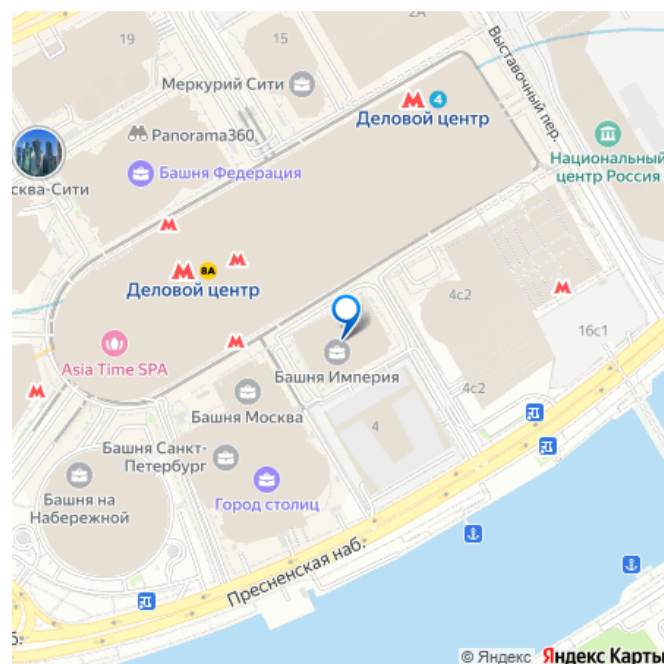 2А
19
15
Выставочный пер.
Меркурий Сити
4
Деловой центр
Panorama360
Национальный
центр Россия
Башня Федерация
сква-Сити
8А
Деловой центр
4с2
16с1
Asia Time SPA
Башня Империя
4с2
Башня Москва
4
Башня Санкт-
Петербург
Башня на
Набережной
Город столиц
Пресненская наб.
б.
5:
© Яндекс Яндекс Карты